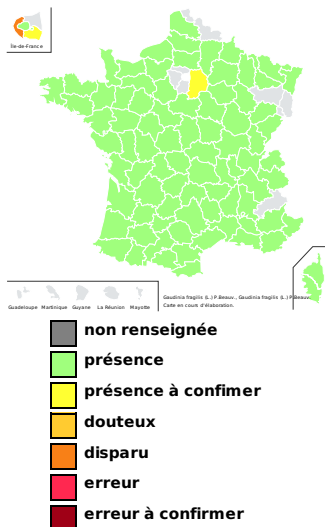 Île-de-France
Guadeloupe Martinique Guyane La Réunion Mayotte
Gaudinia fragilis (L.) P.Beauv., Gaudinia fragilis (L.) P.Beauv.
Carte en cours d'élaboration.
non renseignée
présence
présence à confimer
douteux
disparu
erreur
erreur à confirmer